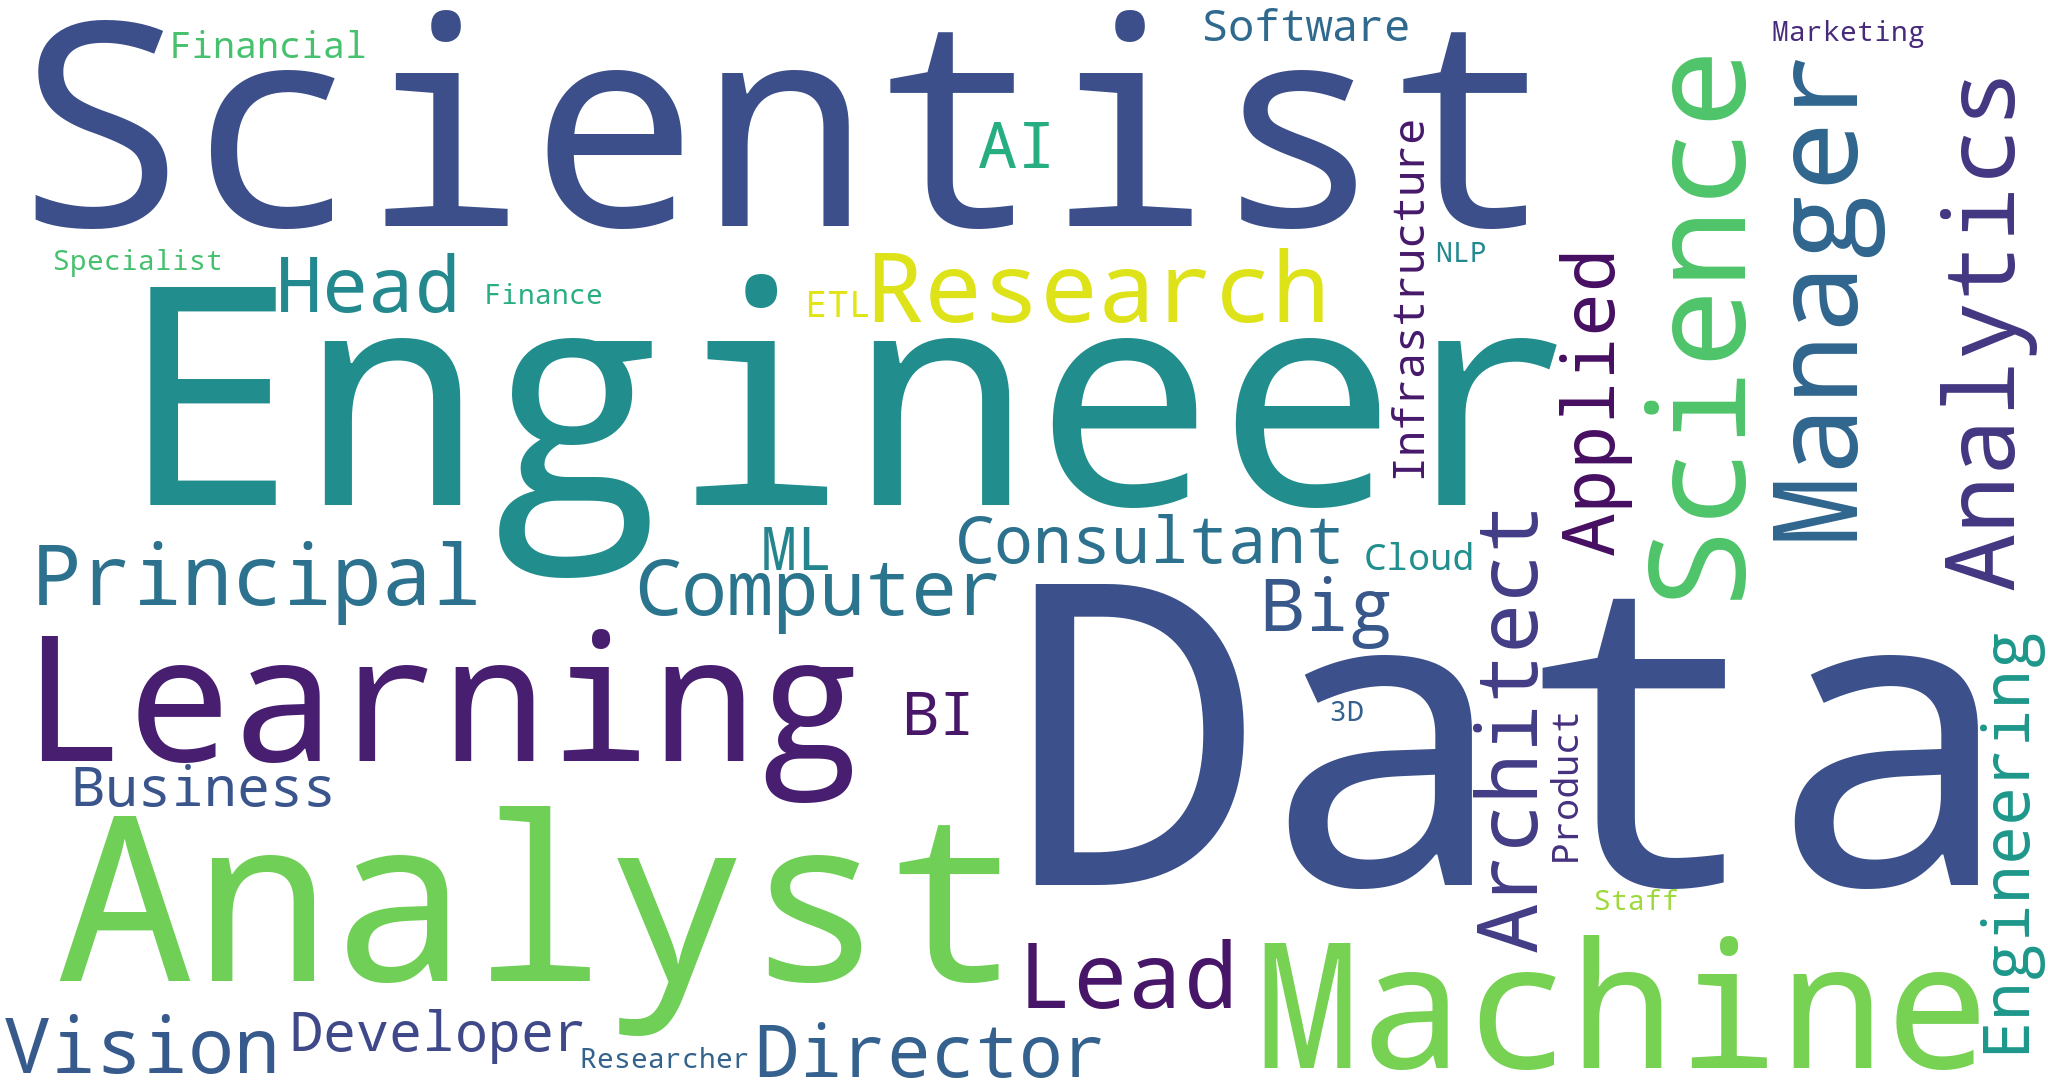 Scientist
Financial
Software
Marketing
AI
Infrastructure
Science
Manager
Analytics
Specialist
Head
Finance
ETL
Research
NLP
Applied
Engineer
Principal
ML
Computer
Consultant
Cloud
Big
Architect
Learning
BI
Data
3D
Product
Engineering
Business
Analyst
Staff
Lead
Machine
Vision
Developer
Researcher
Director